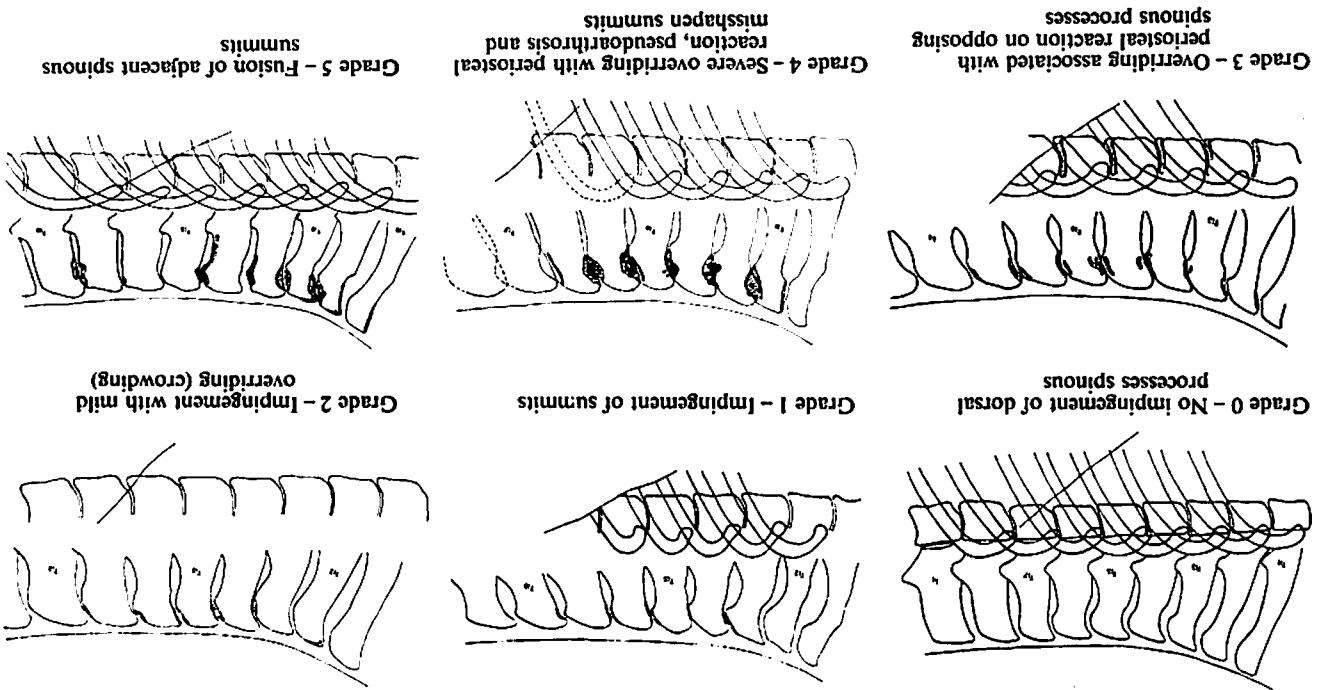 Grade 0 – No impingement of dorsal
processes spinous
Grade 1 – Impingement of summits
Grade 2 – Impingement with mild
overriding (crowding)
Grade 3 – Overriding associated with
periosteal reaction on opposing
spinous processes
Grade 4 – Severe overriding with periosteal
reaction, pseudoarthrosis and
misshapen summits
Grade 5 – Fusion of adjacent spinous
summits